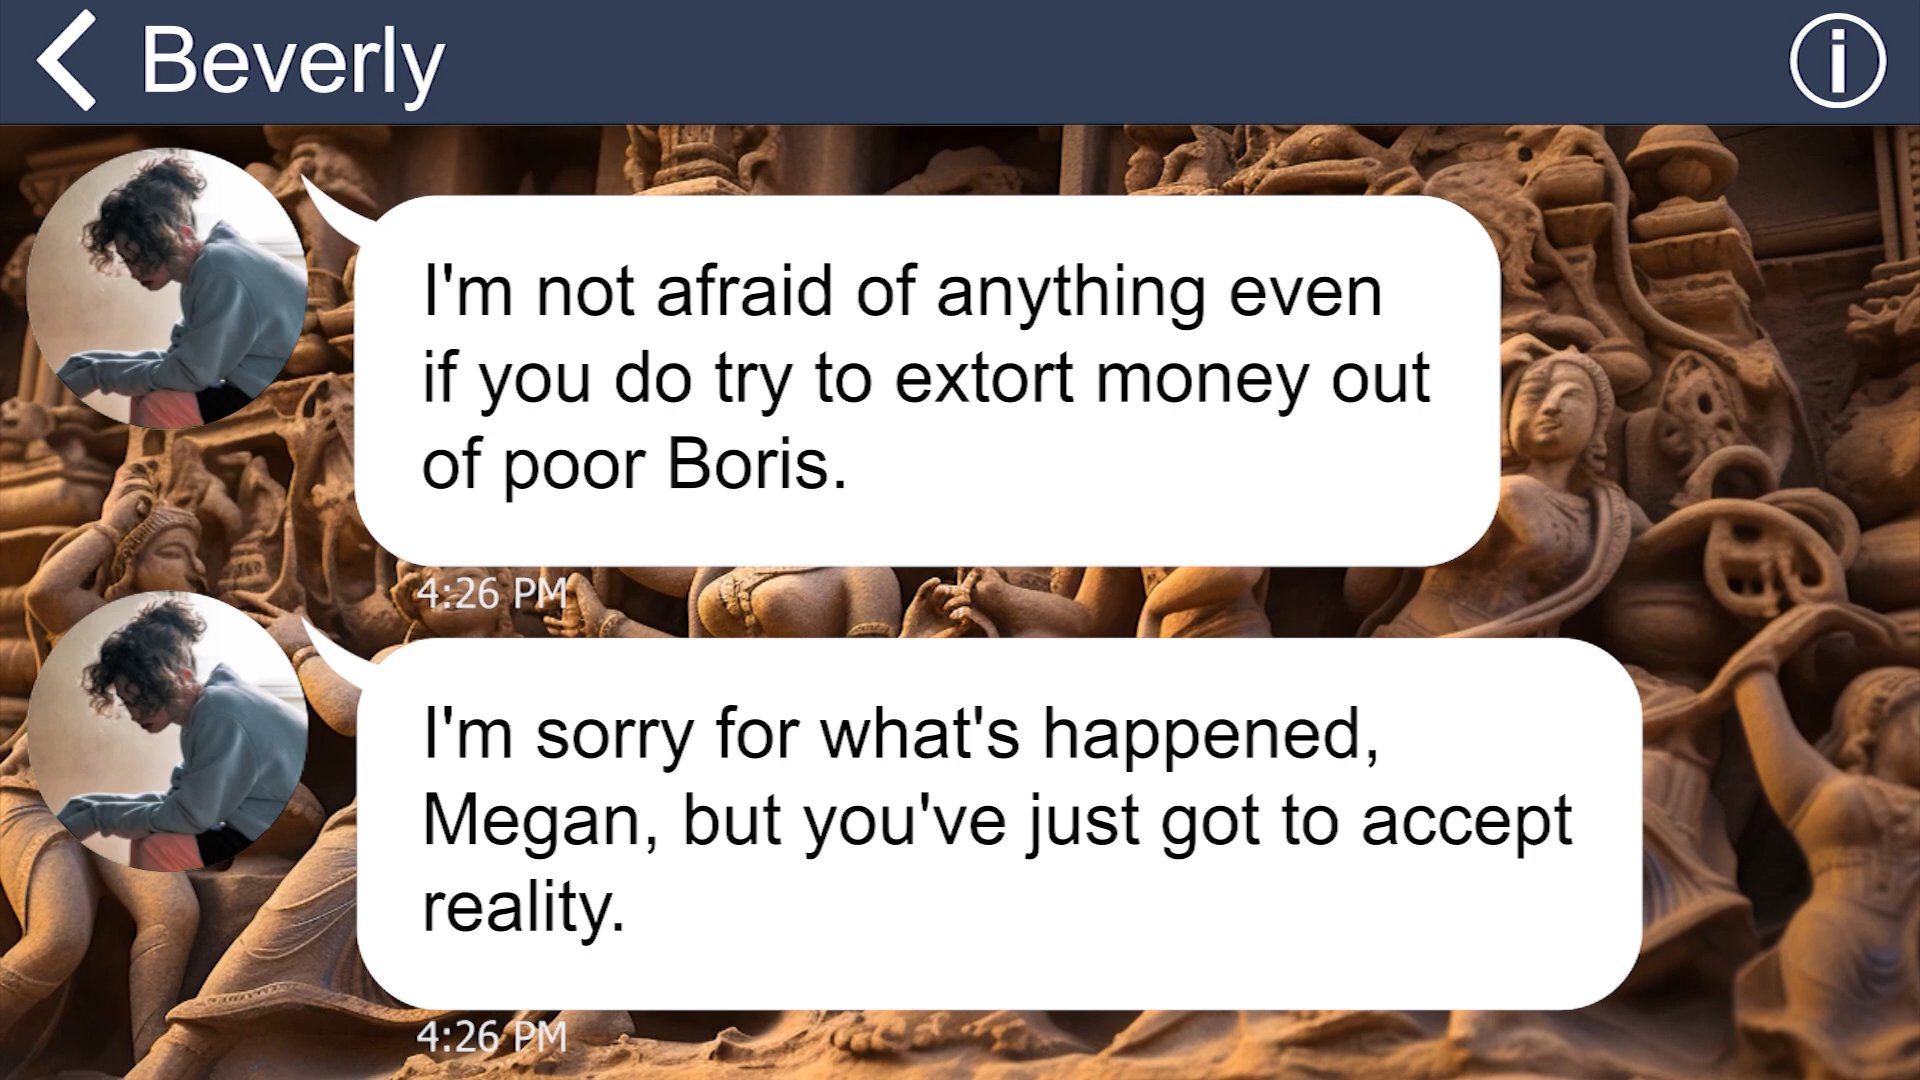 Beverly
I'm not afraid of anything even
if you do try to extort money out
of poor Boris.
4:26 PM
I'm sorry for what's happened,
Megan, but you've just got to accept
reality.
4:26 PM